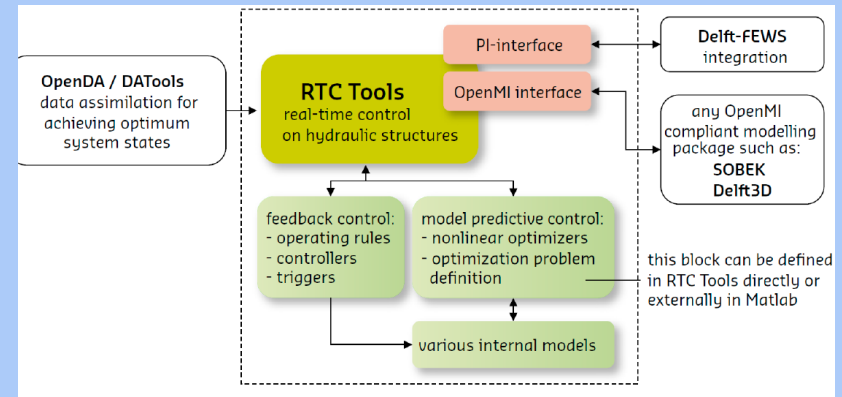 OpenDA / DATools
data assimilation for
achieving optimum
system states
RTC Tools
real-time control
on hydraulic structures
PI-interface
OpenMI interface
Delft-FEWS
integration
any OpenMI
compliant modelling
package such as:
SOBEK
Delft3D
feedback control:
- operating rules
- controllers
- triggers
model predictive control:
- nonlinear optimizers
- optimization problem
definition
this block can be defined
in RTC Tools directly or
externally in Matlab
various internal models